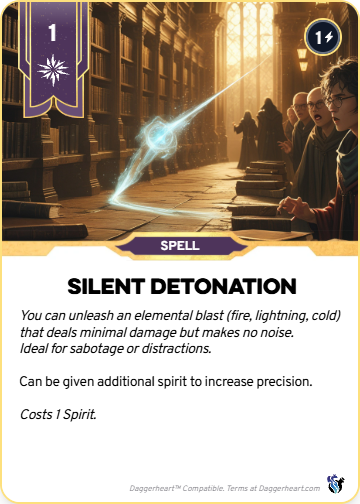 1
1
SPELL
SILENT DETONATION
You can unleash an elemental blast (fire, lightning, cold)
that deals minimal damage but makes no noise.
Ideal for sabotage or distractions.
Can be given additional spirit to increase precision.
Costs 1 Spirit.
Daggerheart™ Compatible. Terms at Daggerheart.com